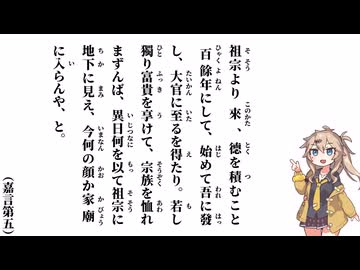 祖宗より來、德を積むこと
百餘年にして、始めて吾に發
し、大官に至るを得たり。若し
獨り富貴を享けて、宗族を恤れ
まずんば、異日何を以て祖宗に
地下に見え、今何の顔か家廟
に入らんや、と。
（嘉言第五）